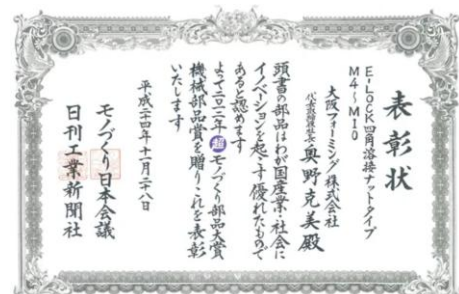 表彰状
E-LOCK四角溶接ナットタイプ
M4～M10
大阪フォーミング株式会社
代表取締役社長 奥野克美殿
頭書の部品はわが国産業・社会に
イノベーションを起こす優れたもので
あると認めます
よって二〇一二年超モノづくり部品大賞
機械部品賞を贈りこれを表彰
いたします
平成二十四年十一月二十八日
モノづくり日本会議
日刊工業新聞社